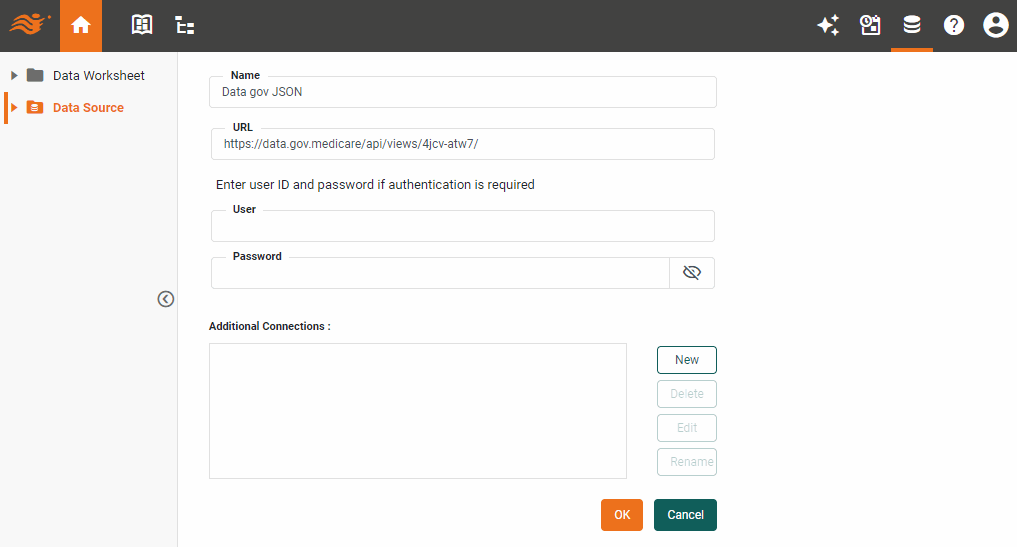 Data Worksheet
Data Source
Name
Data gov JSON
URL
https://data.gov.medicare/api/views/4jcv-atw7/
Enter user ID and password if authentication is required
User
Password
Additional Connections :
New
Delete
Edit
Rename
OK
Cancel